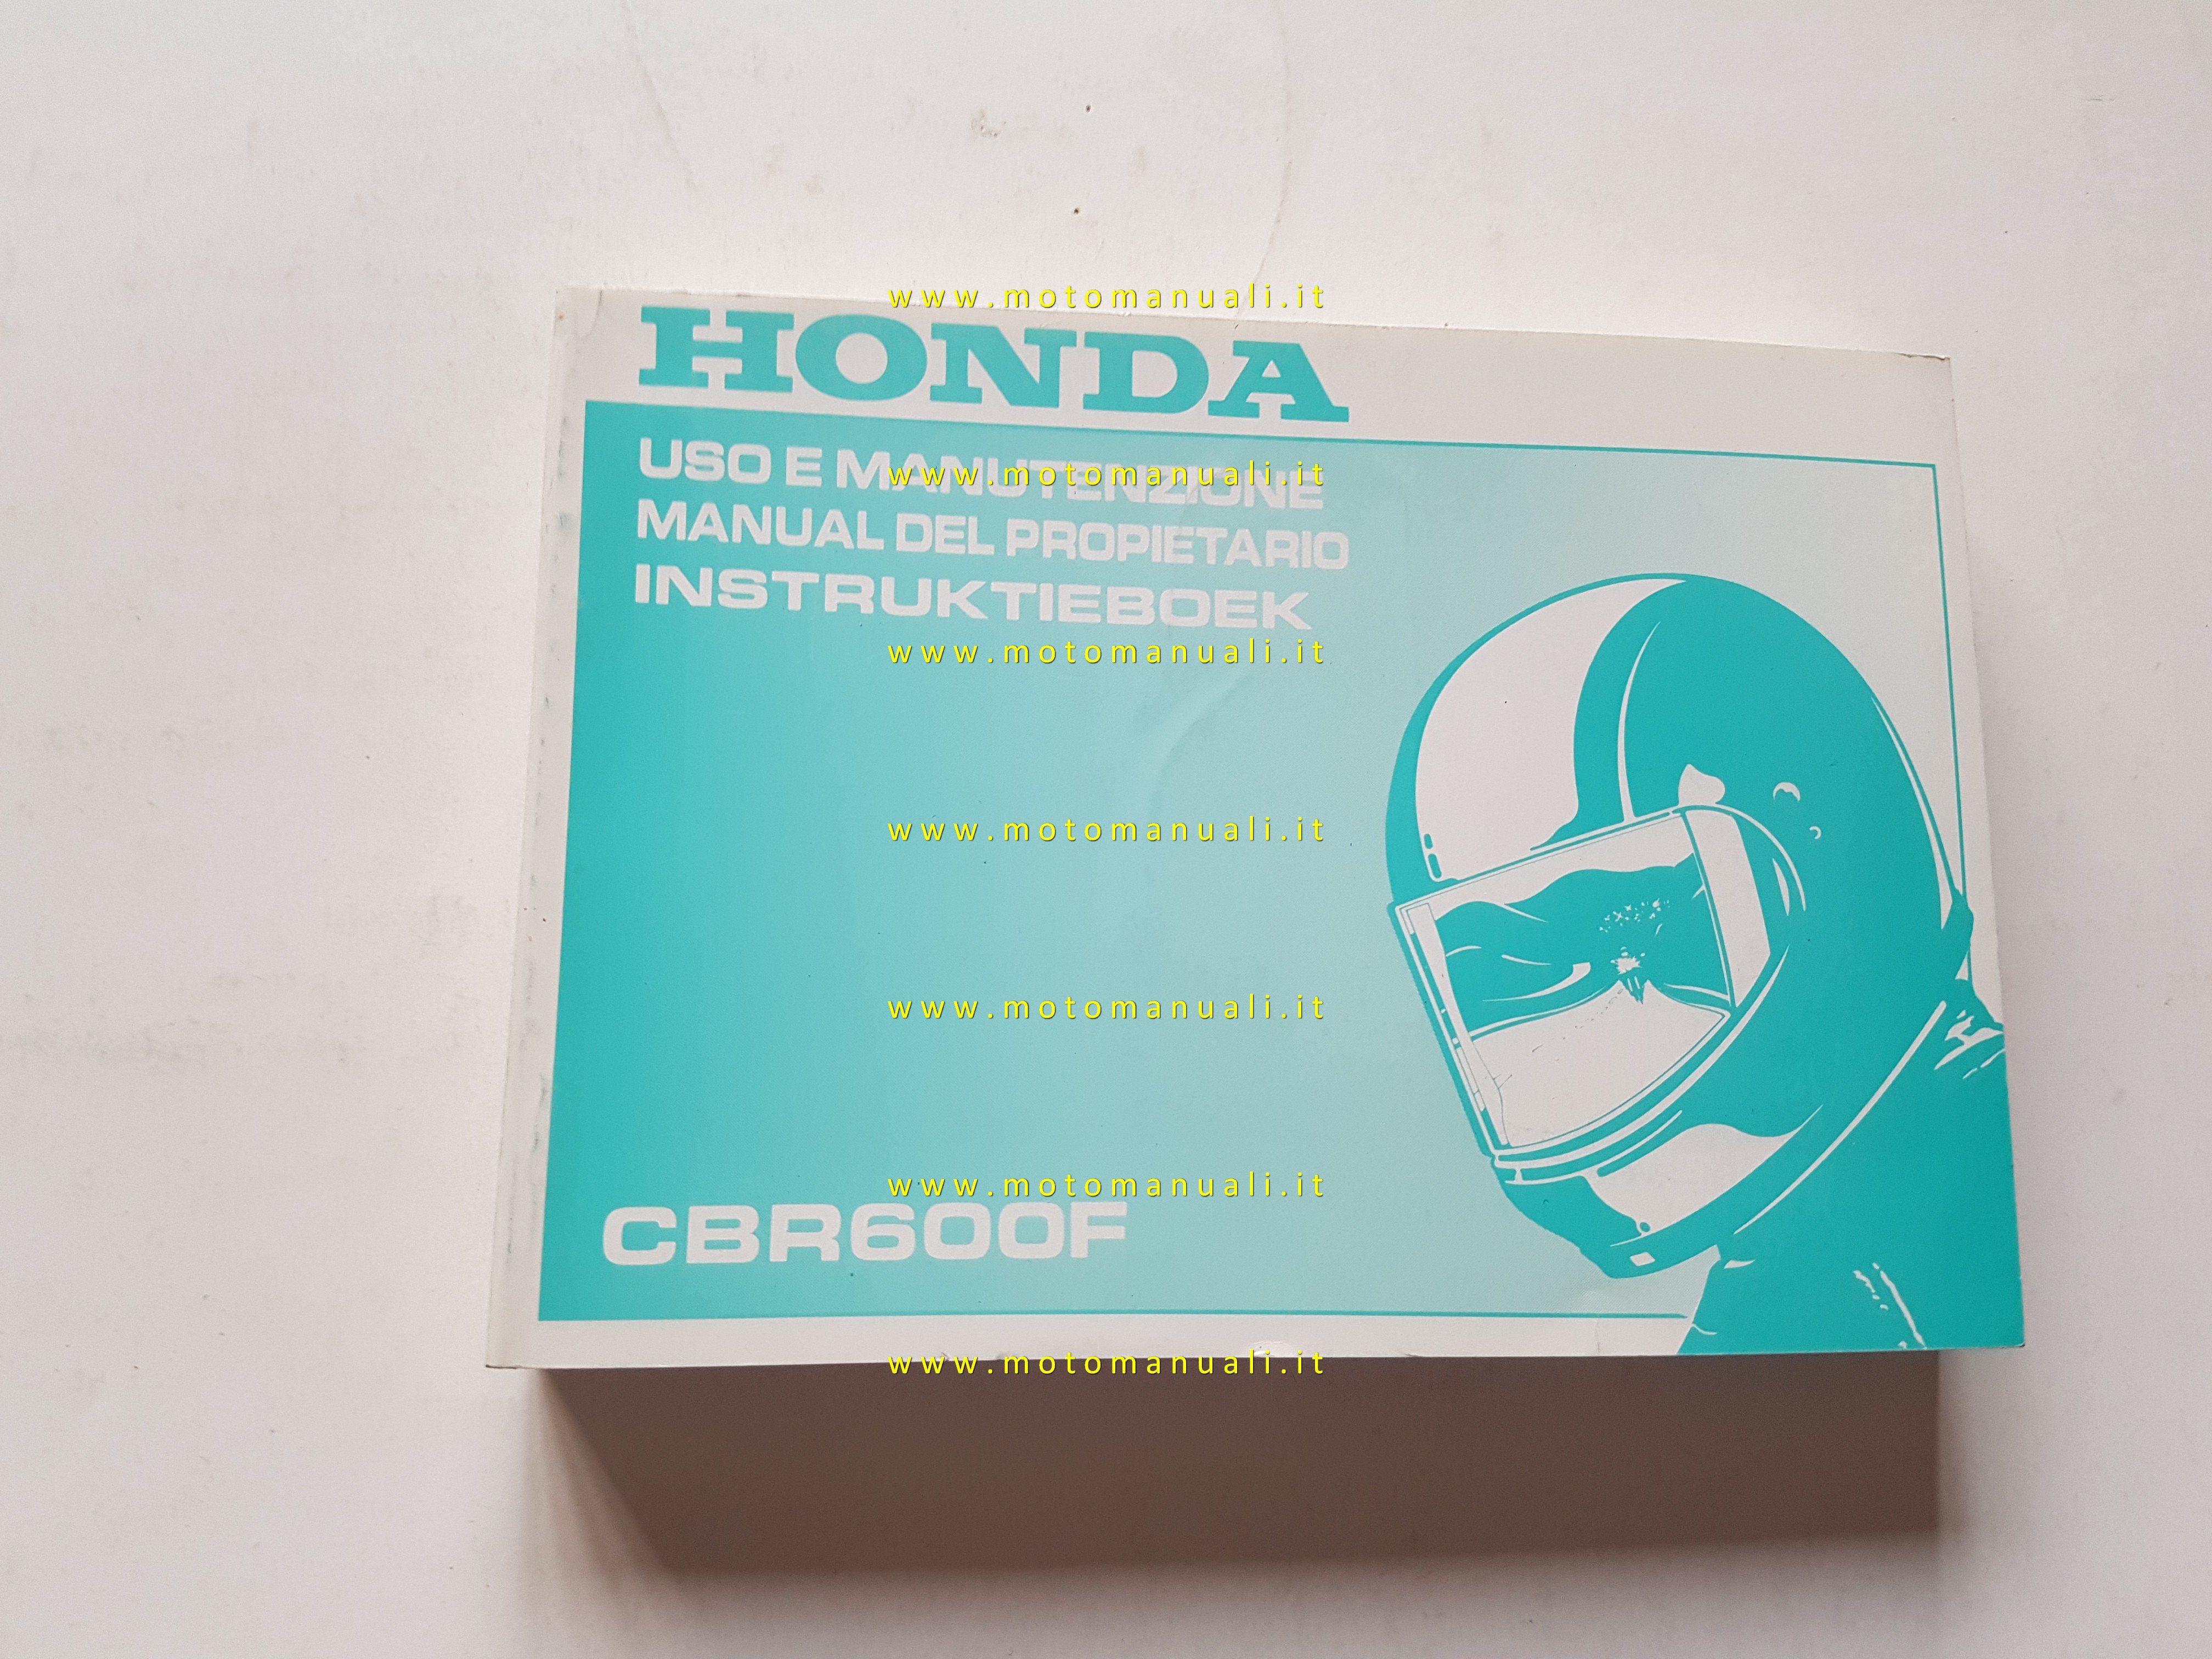 www.motomanuali.it
HONDA
USO E MANUTENZIONE
www.motomanuali.it
MANUAL DEL PROPIETARIO
INSTRUKTIEBOEK
www.motomanuali.it
www.motomanuali.it
www.motomanuali.it
www.motomanuali.it
CBR600F
www.motomanuali.it